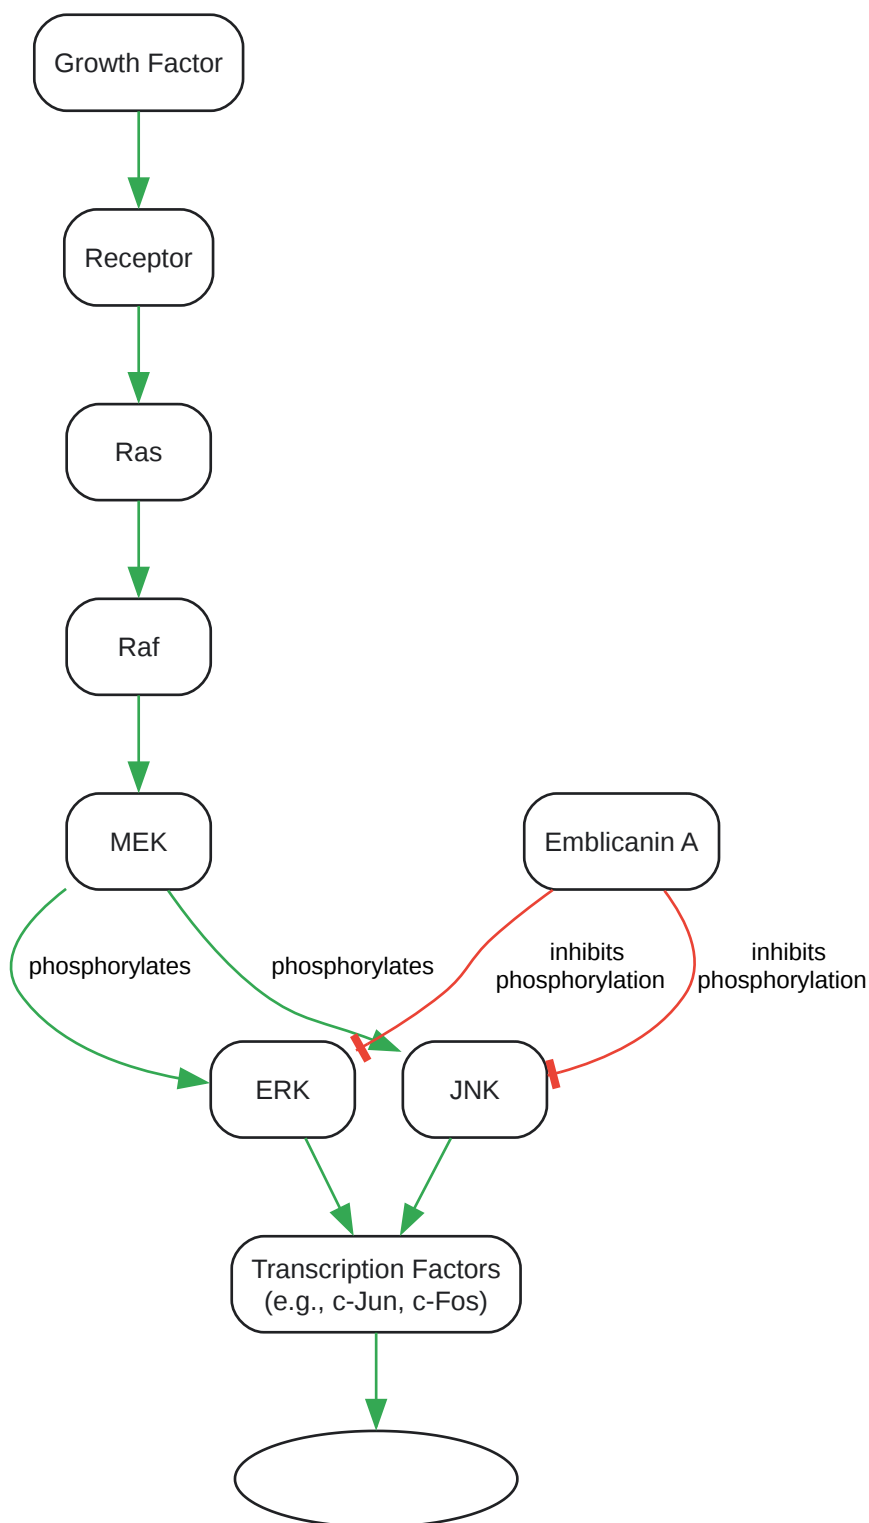 Growth Factor
Receptor
Ras
Raf
MEK
Emblicanin A
phosphorylates
phosphorylates
inhibits
phosphorylation
inhibits
phosphorylation
ERK
JNK
Transcription Factors
(e.g., c-Jun, c-Fos)